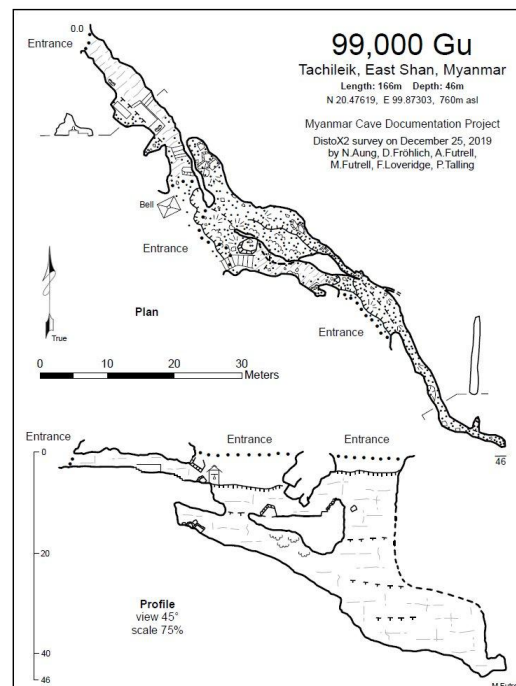 0.0
Entrance
99,000 Gu
Tachileik, East Shan, Myanmar
Length: 166m Depth: 46m
N 20.47619, E 99.87303, 760m asl
Myanmar Cave Documentation Project
DistoX2 survey on December 25, 2019
by N.Aung, D.Fröhlich, A.Futrell,
M.Futrell, F.Loveridge, P.Talling
Bell
Entrance
Plan
Entrance
True
0 10 20 30
Meters
46
Entrance
Entrance
Entrance
0
20
40
46
Profile
view 45°
scale 75%